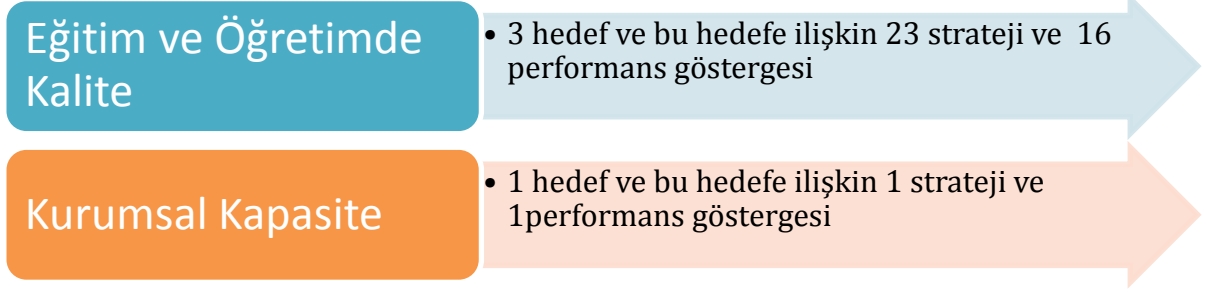 Eğitim ve Öğretimde
Kalite
• 3 hedef ve bu hedefe ilişkin 23 strateji ve  16
performans göstergesi
Kurumsal Kapasite
• 1 hedef ve bu hedefe ilişkin 1 strateji ve
1performans göstergesi